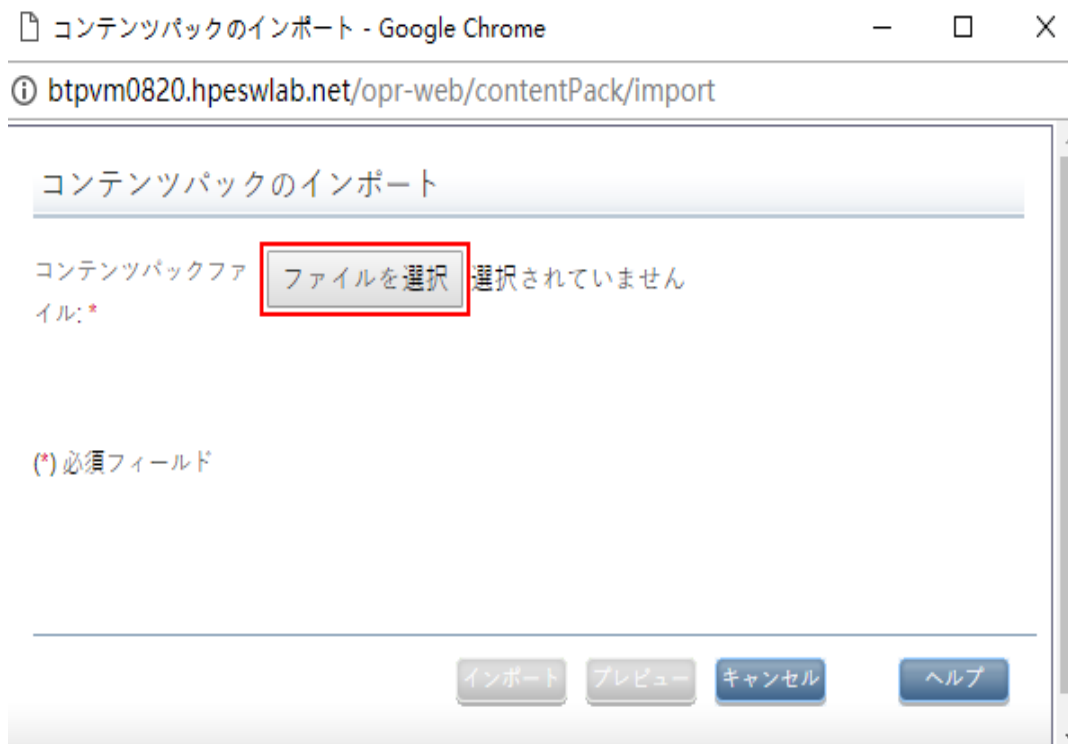 コンテンツパックのインポート - Google Chrome
btpvm0820.hpeswlab.net/opr-web/contentPack/import
コンテンツパックのインポート
コンテンツパックファ
イル: *
ファイルを選択 選択されていません
(*) 必須フィールド
インポート プレビュー キャンセル ヘルプ